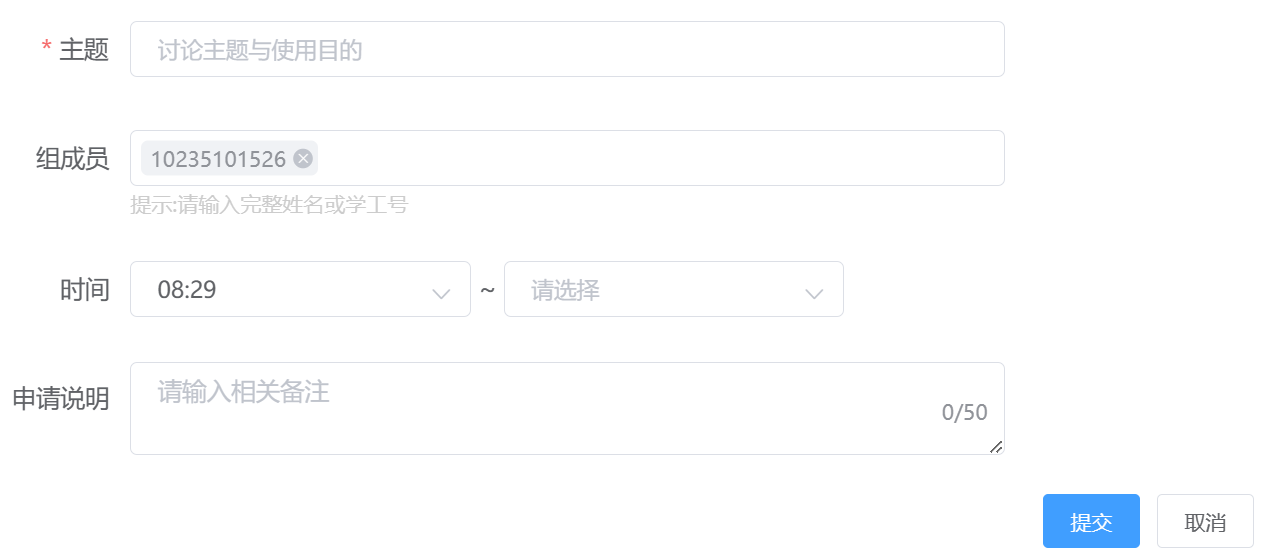 * 主题 讨论主题与使用目的
组成员 10235101526
提示:请输入完整姓名或学工号
时间 08:29 ~ 请选择
申请说明 请输入相关备注
0/50
提交 取消